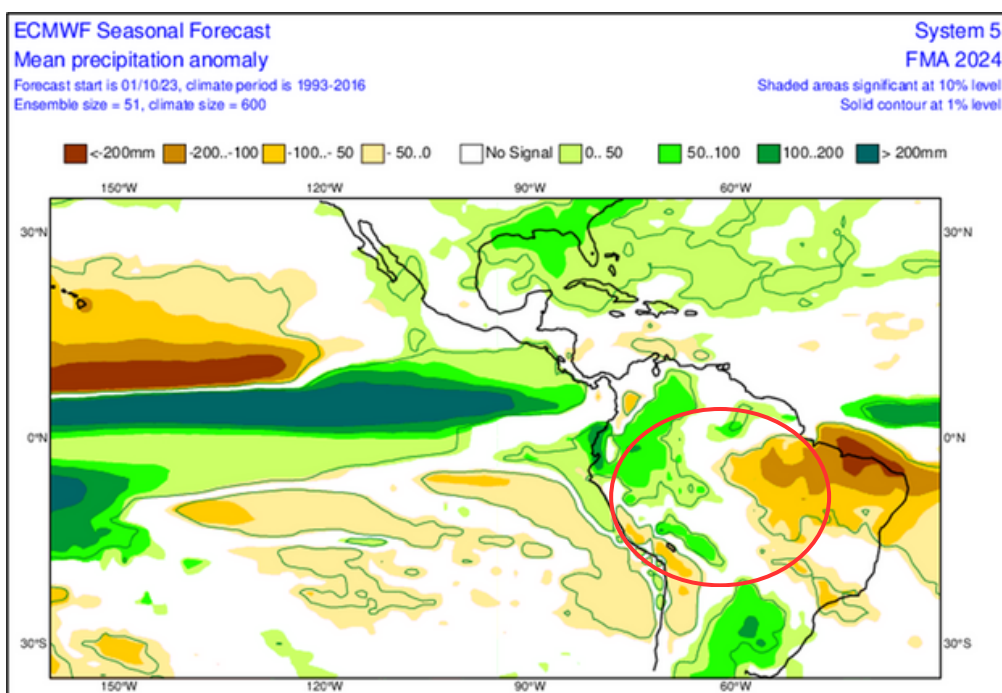 ECMWF Seasonal Forecast
System 5
Mean precipitation anomaly
FMA 2024
Forecast start is 01/10/23, climate period is 1993-2016
Shaded areas significant at 10% level
Ensemble size = 51, climate size = 600
Solid contour at 1% level
<-200mm -200..-100 -100..- 50 - 50..0 No Signal 0.. 50 50..100 100..200 > 200mm
150°W 120°W 90°W 60°W
30°N 30°N
0°N 0°N
30°S 30°S
150°W 120°W 90°W 60°W